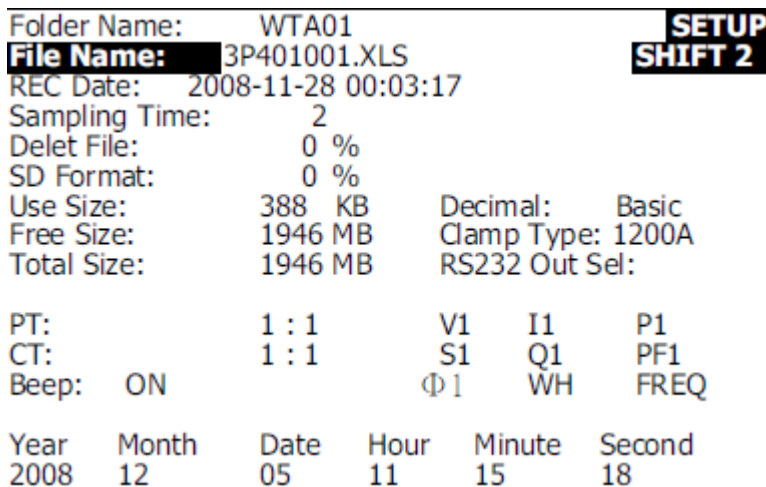 Folder Name: WTA01 SETUP
File Name: 3P401001.XLS SHIFT 2
REC Date: 2008-11-28 00:03:17
Sampling Time: 2
Delet File: 0 %
SD Format: 0 %
Use Size: 388 KB Decimal: Basic
Free Size: 1946 MB Clamp Type: 1200A
Total Size: 1946 MB RS232 Out Sel:
PT: 1 : 1 V1 I1 P1
CT: 1 : 1 S1 Q1 PF1
Beep: ON Φ1 WH FREQ
Year Month Date Hour Minute Second
2008 12 05 11 15 18